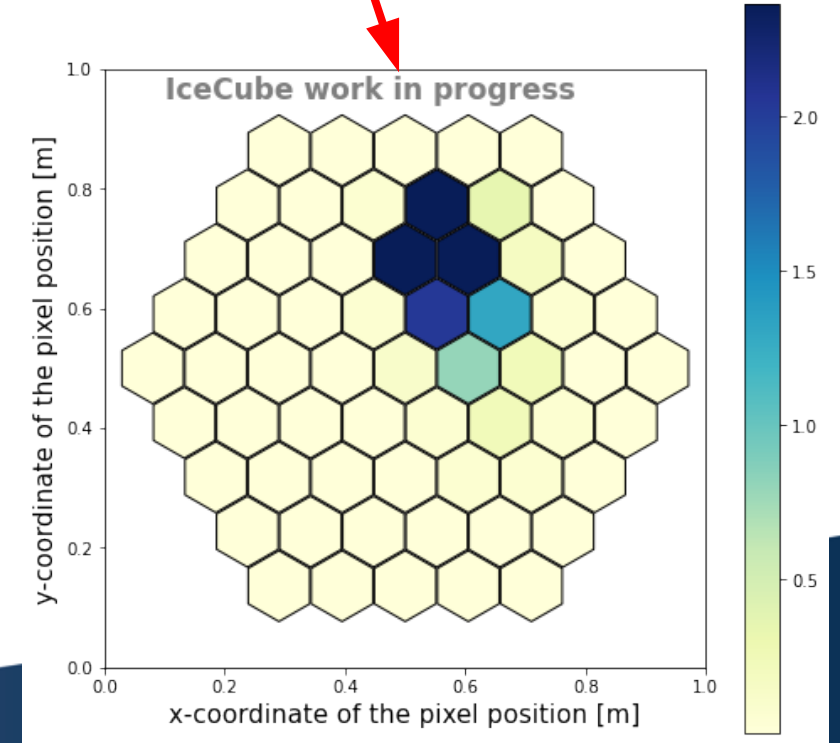 IceCube work in progress
y-coordinate of the pixel position [m]
1.0
0.8
0.6
0.4
0.2
0.0
0.0 0.2 0.4 0.6 0.8 1.0
x-coordinate of the pixel position [m]
2.0
1.5
1.0
0.5